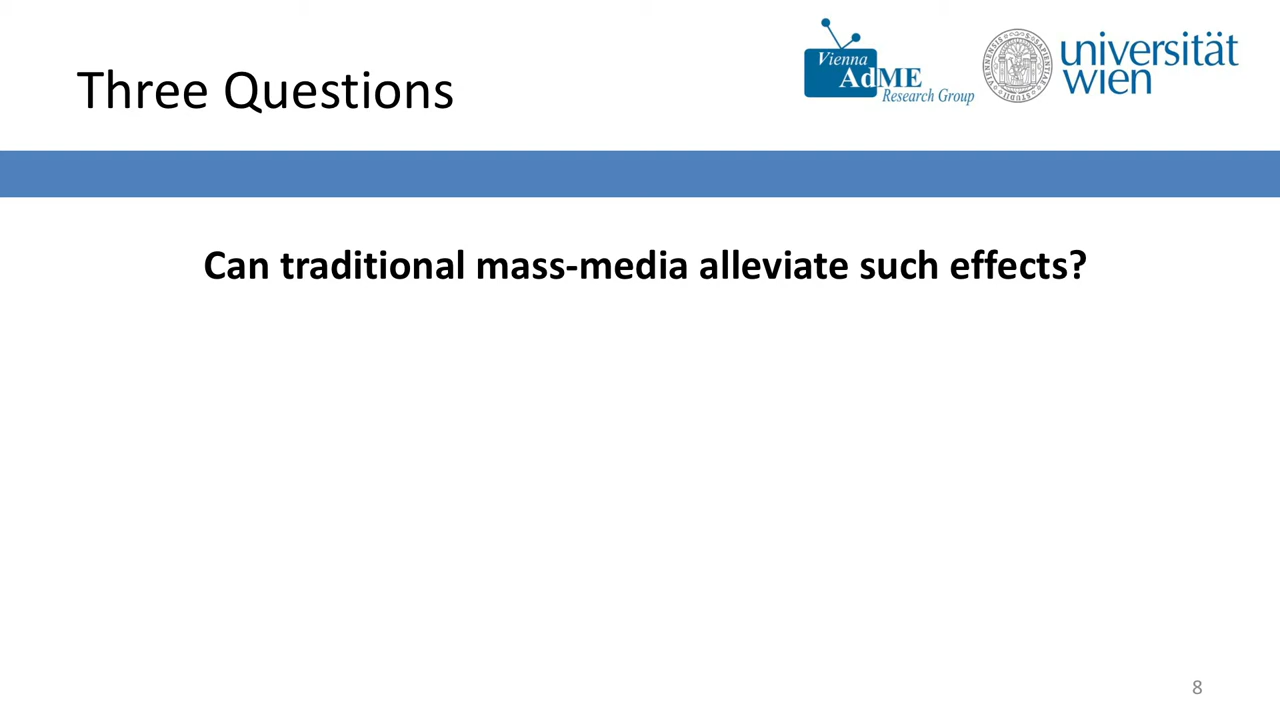 Three Questions
Vienna
AdME
Research Group
universität
wien
Can traditional mass-media alleviate such effects?
8